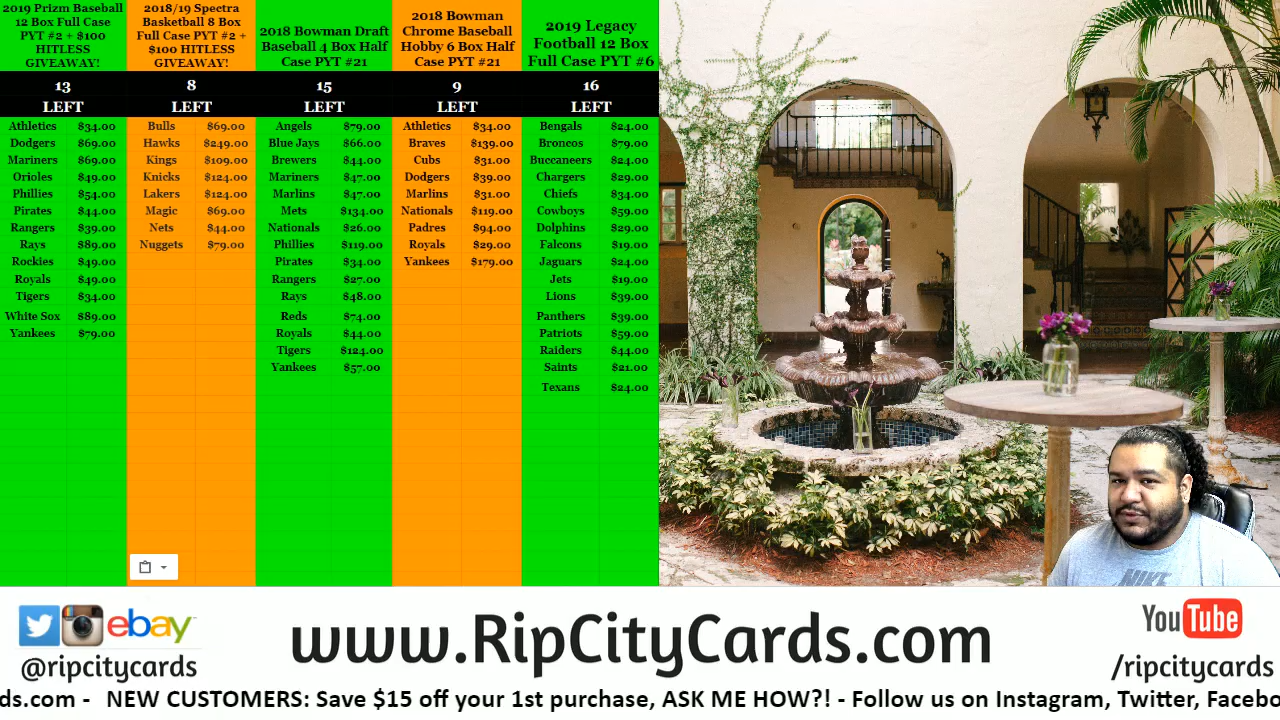 2019 Prizm Baseball
12 Box Full Case
PYT #2 + $100
HITLESS
GIVEAWAY!
13
LEFT
Athletics $34.00
Dodgers $69.00
Mariners $69.00
Orioles $49.00
Phillies $54.00
Pirates $44.00
Rangers $39.00
Rays $89.00
Rockies $49.00
Royals $49.00
Tigers $34.00
White Sox $89.00
Yankees $79.00
2018/19 Spectra
Basketball 8 Box
Full Case PYT #2 +
$100 HITLESS
GIVEAWAY!
8
LEFT
Bulls $69.00
Hawks $249.00
Kings $109.00
Knicks $124.00
Lakers $124.00
Magic $69.00
Nets $44.00
Nuggets $79.00
2018 Bowman Draft
Baseball 4 Box Half
Case PYT #21
15
LEFT
Angels $79.00
Blue Jays $66.00
Brewers $44.00
Mariners $47.00
Marlins $47.00
Mets $134.00
Nationals $26.00
Phillies $119.00
Pirates $34.00
Rangers $27.00
Rays $48.00
Reds $74.00
Royals $44.00
Tigers $124.00
Yankees $57.00
2018 Bowman
Chrome Baseball
Hobby 6 Box Half
Case PYT #21
9
LEFT
Athletics $34.00
Braves $139.00
Cubs $31.00
Dodgers $39.00
Marlins $31.00
Nationals $119.00
Padres $94.00
Royals $29.00
Yankees $179.00
2019 Legacy
Football 12 Box
Full Case PYT #6
16
LEFT
Bengals $24.00
Broncos $79.00
Buccaneers $24.00
Chargers $29.00
Chiefs $34.00
Cowboys $59.00
Dolphins $29.00
Falcons $19.00
Jaguars $24.00
Jets $19.00
Lions $39.00
Panthers $39.00
Patriots $59.00
Raiders $44.00
Saints $21.00
Texans $24.00
NIKE
ebay
@ripcitycards
www.RipCityCards.com
YouTube
/ripcitycards
ds.com - NEW CUSTOMERS: Save $15 off your 1st purchase, ASK ME HOW?! - Follow us on Instagram, Twitter, Facebo